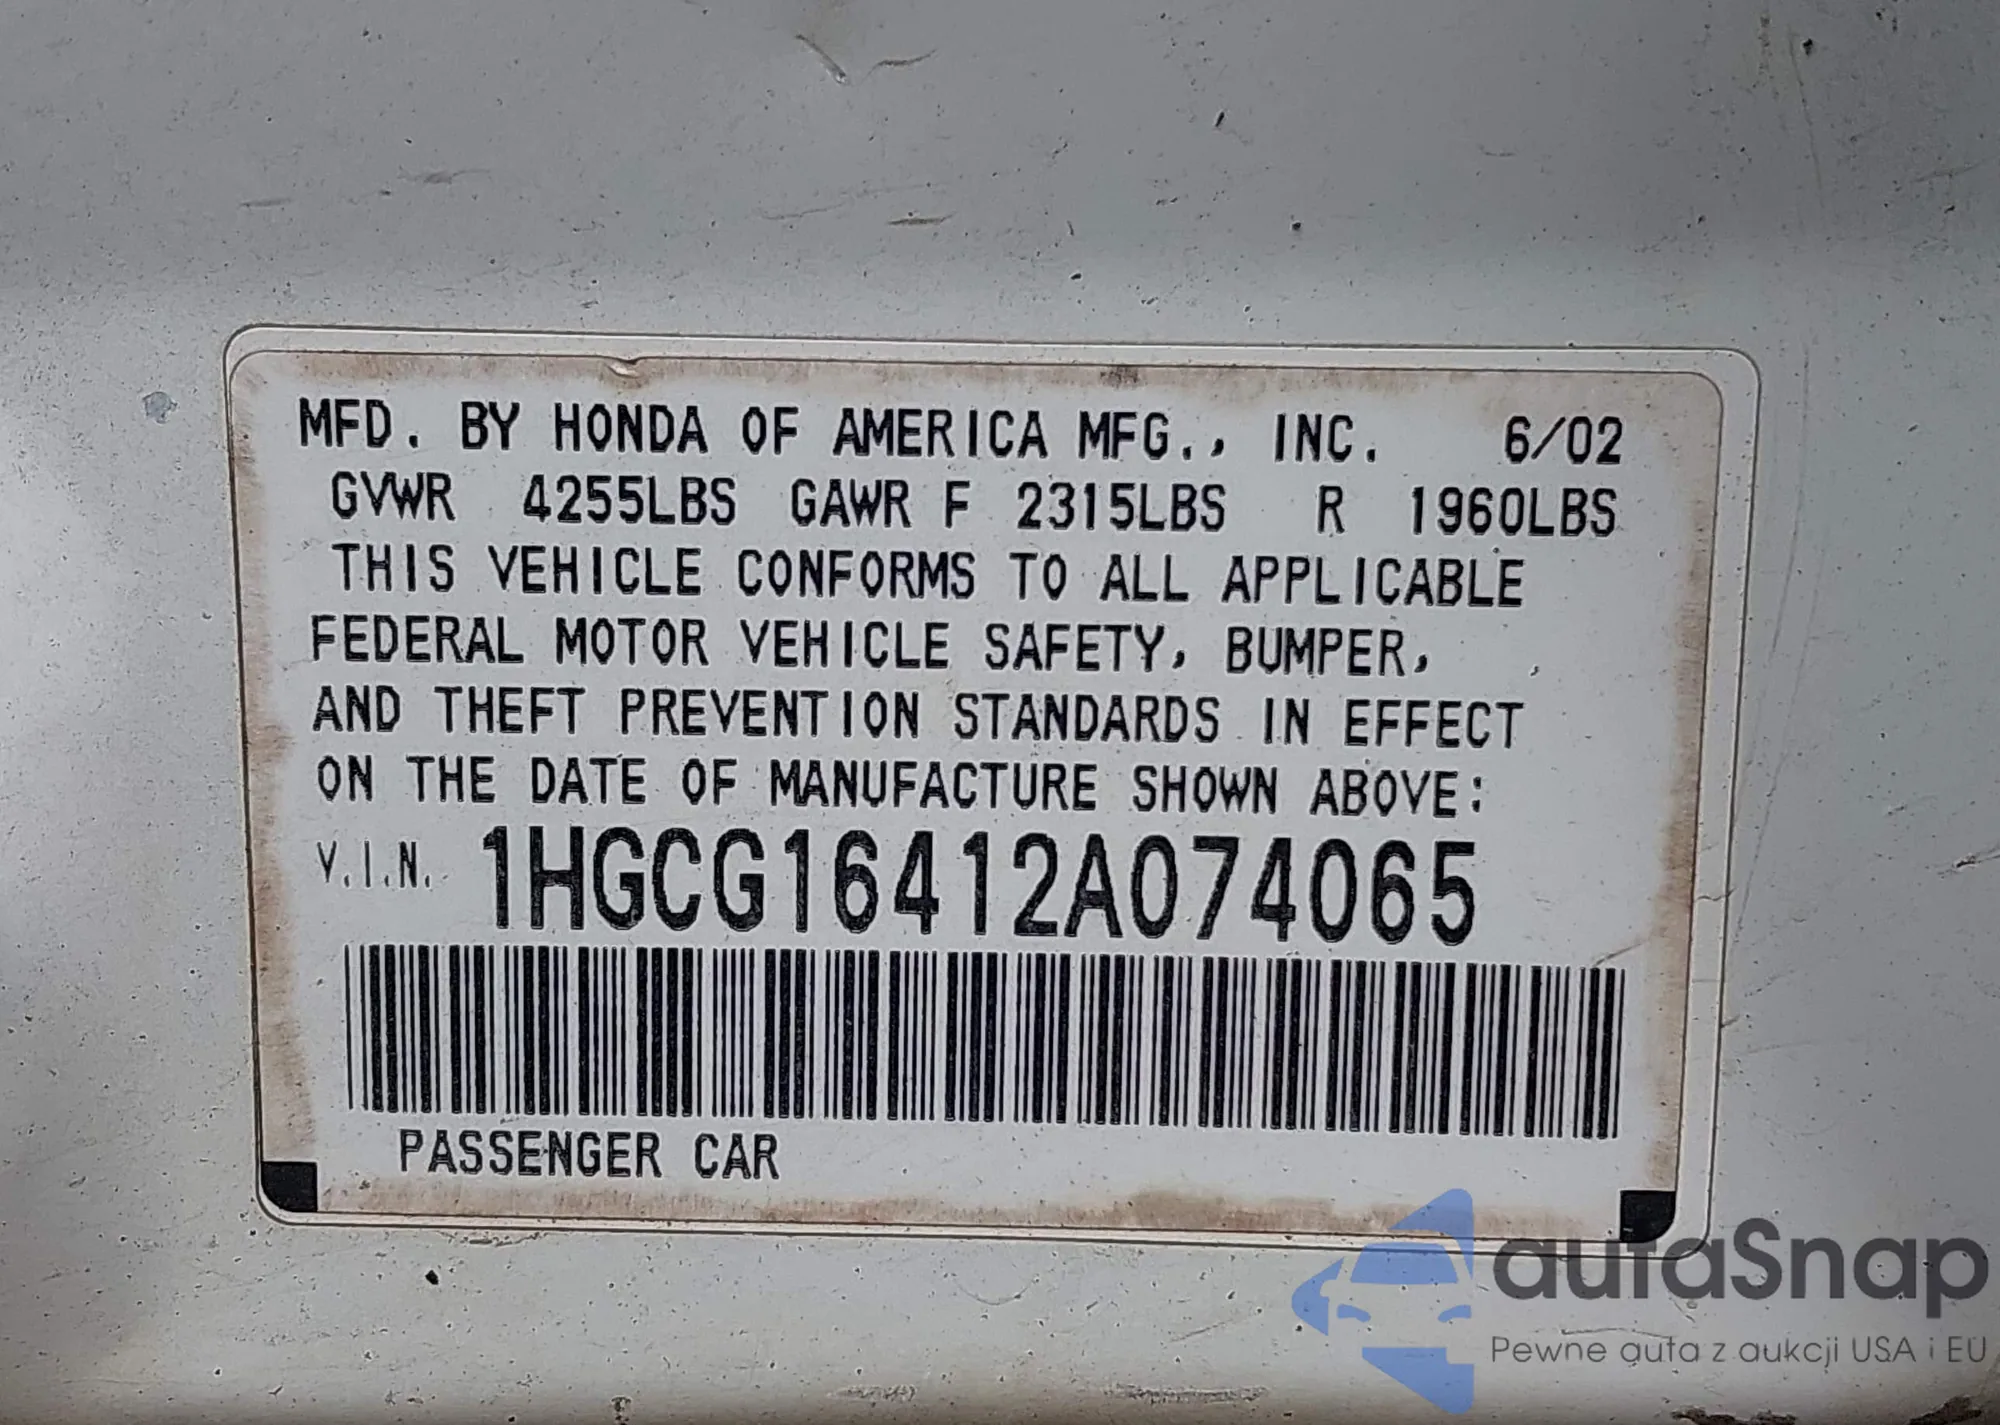 MFD. BY HONDA OF AMERICA MFG., INC. 6/02
GVWR 4255LBS GAWR F 2315LBS R 1960LBS
THIS VEHICLE CONFORMS TO ALL APPLICABLE
FEDERAL MOTOR VEHICLE SAFETY, BUMPER,
AND THEFT PREVENTION STANDARDS IN EFFECT
ON THE DATE OF MANUFACTURE SHOWN ABOVE:
V.I.N. 1HGCG16412A074065
PASSENGER CAR
autaSnap
Pewne auta z aukcji USA i EU